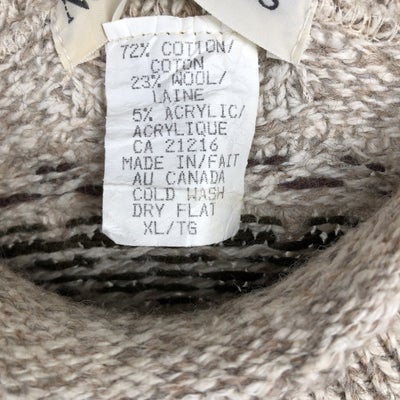 72% COTTON/
COTON
23% WOOL/
LAINE
5% ACRYLIC/
ACRYLIQUE
CA 21216
MADE IN/FAIT
AU CANADA
COLD WASH
DRY FLAT
XL/TG